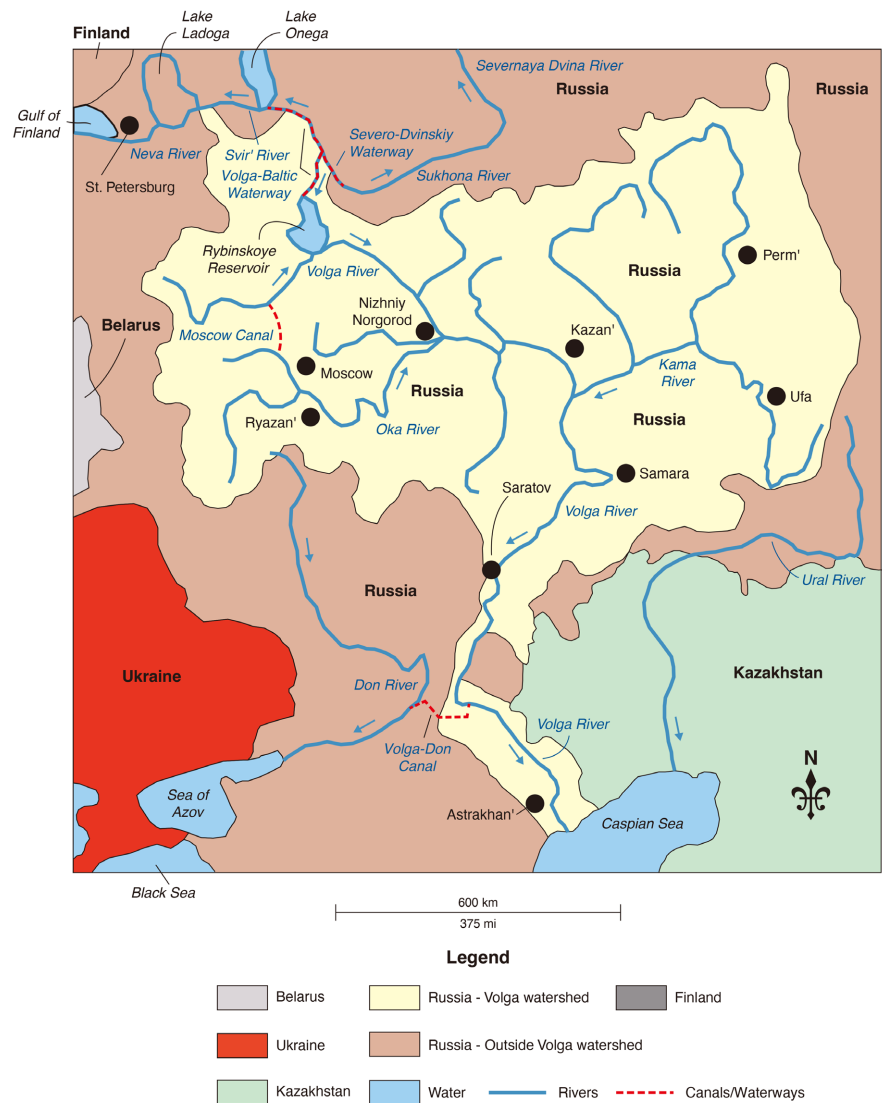 Lake
Ladoga
Lake
Onega
Finland
Severnaya Dvina River
Russia
Russia
Gulf of
Finland
Neva River
Svir' River
Severo-Dvinskiy
Waterway
St. Petersburg
Volga-Baltic
Waterway
Sukhona River
Rybinskoye
Reservoir
Volga River
Russia
Perm'
Nizhniy
Norgorod
Belarus
Moscow Canal
Kazan'
Moscow
Kama
River
Russia
Ufa
Ryazan'
Oka River
Russia
Samara
Saratov
Volga River
Russia
Ural River
Ukraine
Don River
Kazakhstan
Volga River
Volga-Don
Canal
N
Sea of
Azov
Astrakhan'
Caspian Sea
Black Sea
600 km
375 mi
Legend
Belarus
Russia - Volga watershed
Finland
Ukraine
Russia - Outside Volga watershed
Kazakhstan
Water
Rivers
Canals/Waterways